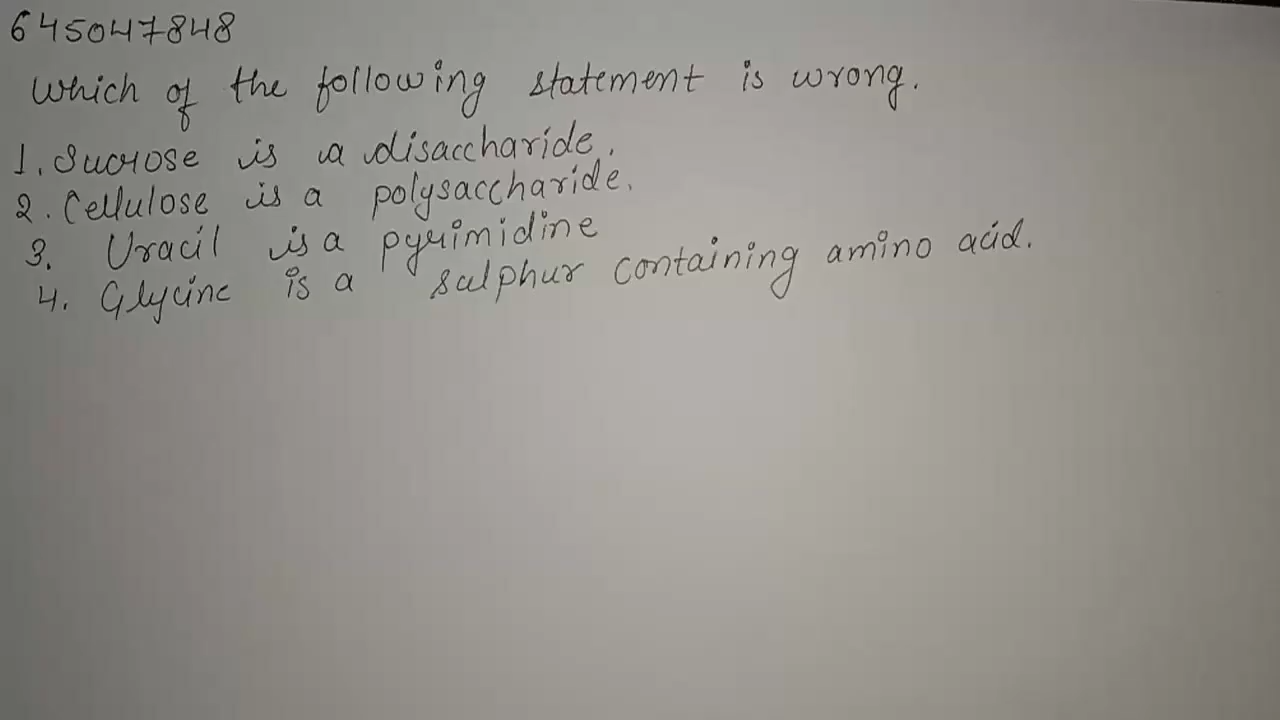 645047848
Which of the following statement is wrong.
1. Sucrose is a disaccharide.
2. Cellulose is a polysaccharide.
3. Uracil is a pyrimidine
4. Glycine is a sulphur containing amino acid.